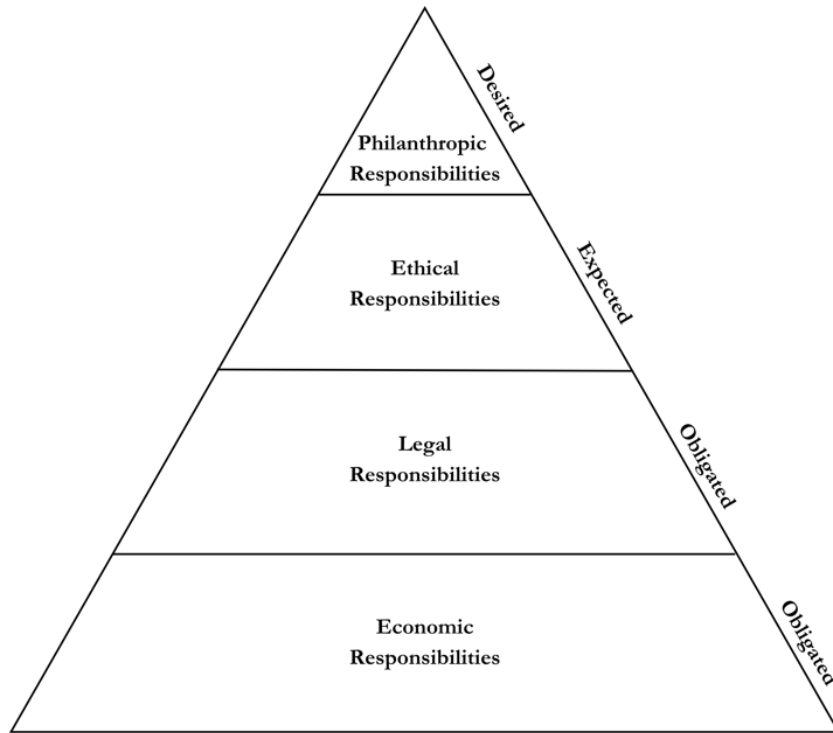 Desired
Philanthropic
Responsibilities
Expected
Ethical
Responsibilities
Obligated
Legal
Responsibilities
Obligated
Economic
Responsibilities